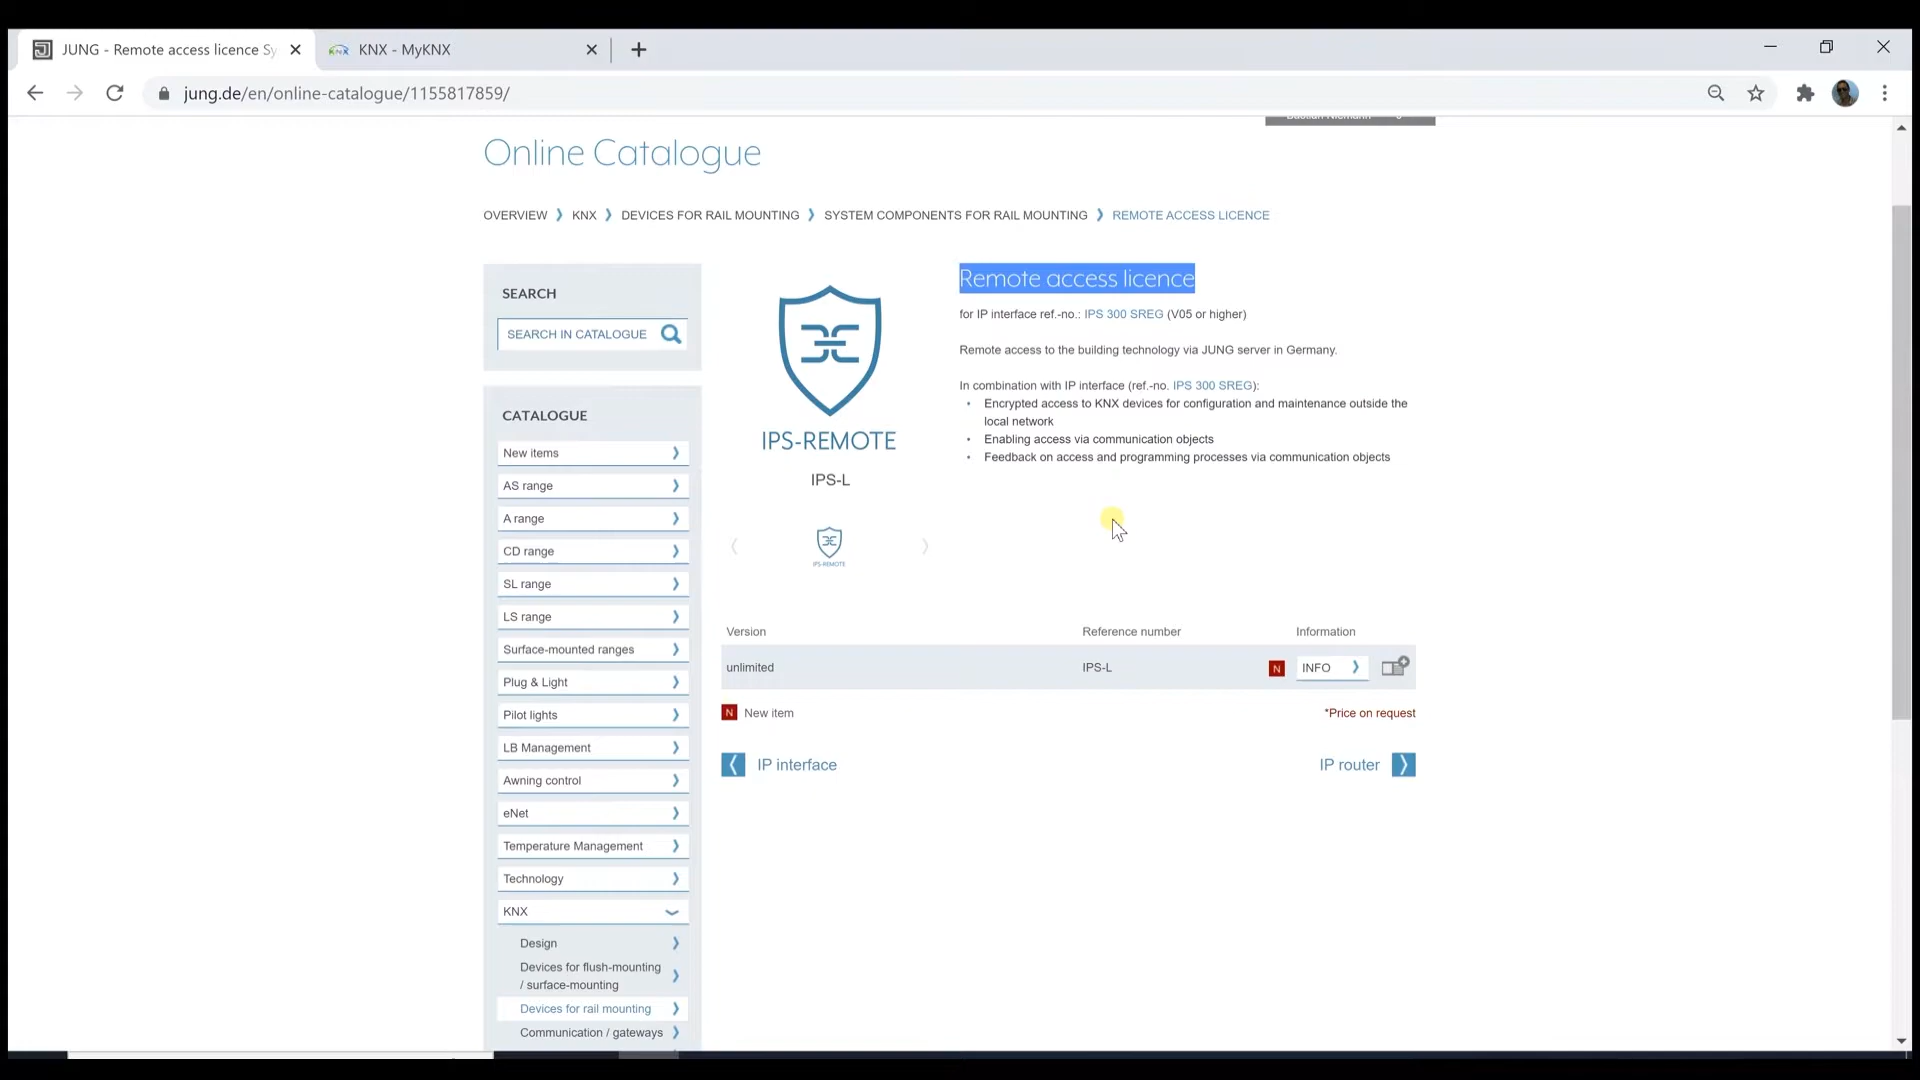 JUNG - Remote access licence Sy
KNX - MyKNX
jung.de/en/online-catalogue/1155817859/
Online Catalogue
OVERVIEW ❯ KNX ❯ DEVICES FOR RAIL MOUNTING ❯ SYSTEM COMPONENTS FOR RAIL MOUNTING ❯ REMOTE ACCESS LICENCE
SEARCH
SEARCH IN CATALOGUE
CATALOGUE
New items
AS range
A range
CD range
SL range
LS range
Surface-mounted ranges
Plug & Light
Pilot lights
LB Management
Awning control
eNet
Temperature Management
Technology
KNX
Design
Devices for flush-mounting
/ surface-mounting
Devices for rail mounting
Communication / gateways
IPS-REMOTE
IPS-L
IPS-REMOTE
Remote access licence
for IP interface ref.-no.: IPS 300 SREG (V05 or higher)
Remote access to the building technology via JUNG server in Germany.
In combination with IP interface (ref.-no. IPS 300 SREG):
• Encrypted access to KNX devices for configuration and maintenance outside the
local network
• Enabling access via communication objects
• Feedback on access and programming processes via communication objects
Version Reference number Information
unlimited IPS-L N INFO
N New item *Price on request
IP interface IP router